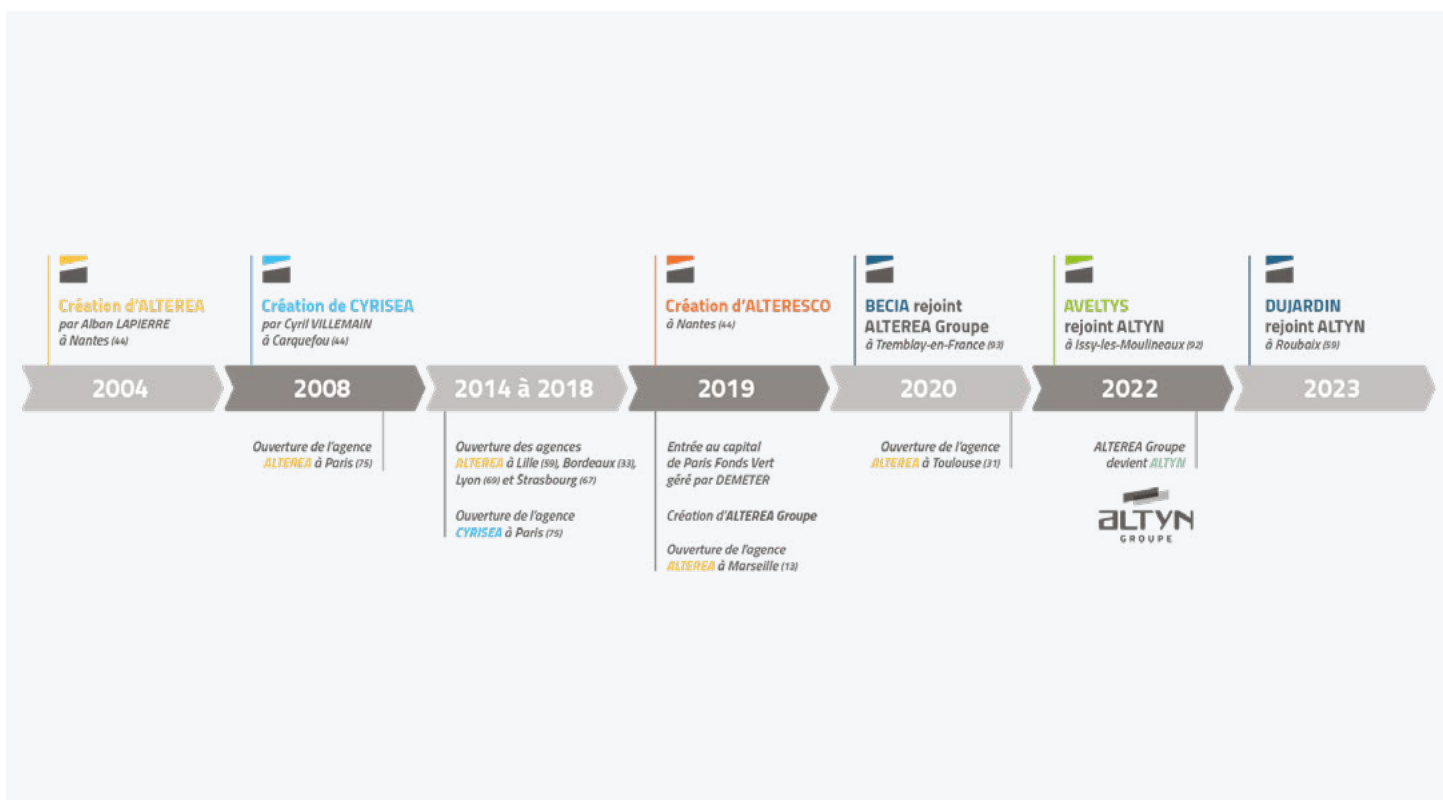 Création d'ALTEREA
par Alban LAPIERRE
à Nantes (44)
Création de CYRISEA
par Cyril VILLEMAIN
à Carquefou (44)
Création d'ALTERESCO
à Nantes (44)
BECIA rejoint
ALTEREA Groupe
à Tremblay-en-France (93)
AVELTYS
rejoint ALTYN
à Issy-les-Moulineaux (92)
DUJARDIN
rejoint ALTYN
à Roubaix (59)
2004
2008
2014 à 2018
2019
2020
2022
2023
Ouverture de l'agence
ALTEREA à Paris (75)
Ouverture des agences
ALTEREA à Lille (59), Bordeaux (33),
Lyon (69) et Strasbourg (67)
Ouverture de l'agence
CYRISEA à Paris (75)
Entrée au capital
de Paris Fonds Vert
géré par DEMETER
Création d'ALTEREA Groupe
Ouverture de l'agence
ALTEREA à Marseille (13)
Ouverture de l'agence
ALTEREA à Toulouse (31)
ALTEREA Groupe
devient ALTYN
ALTYN
GROUPE